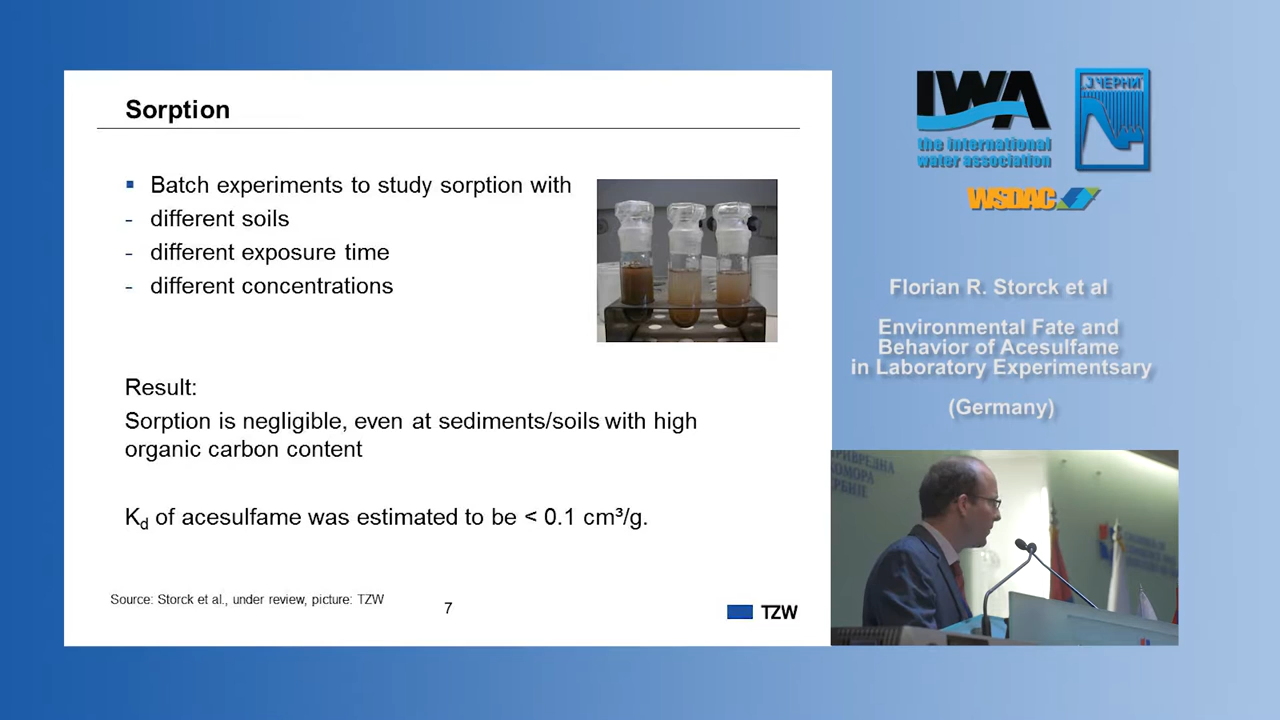 Sorption
▪ Batch experiments to study sorption with
- different soils
- different exposure time
- different concentrations
Result:
Sorption is negligible, even at sediments/soils with high
organic carbon content
Kd of acesulfame was estimated to be < 0.1 cm³/g.
Source: Storck et al., under review, picture: TZW
7
TZW
IWA
the international
water association
Ј.ЧЕРНИ
WSDAC
Florian R. Storck et al
Environmental Fate and
Behavior of Acesulfame
in Laboratory Experimentsary
(Germany)
ПРИВРЕДНА
КОМОРА